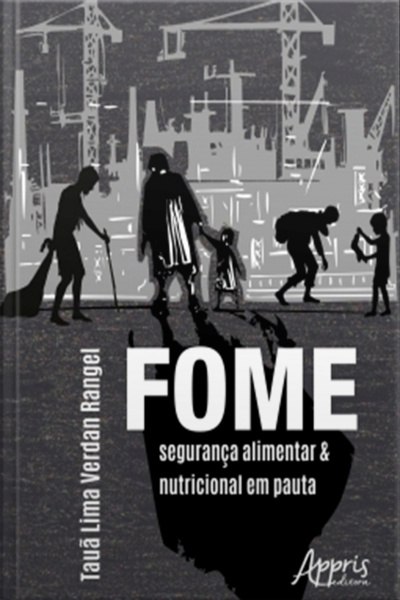 FOME
segurança alimentar &
nutricional em pauta
Tauã Lima Verdan Rangel
Appris
editora